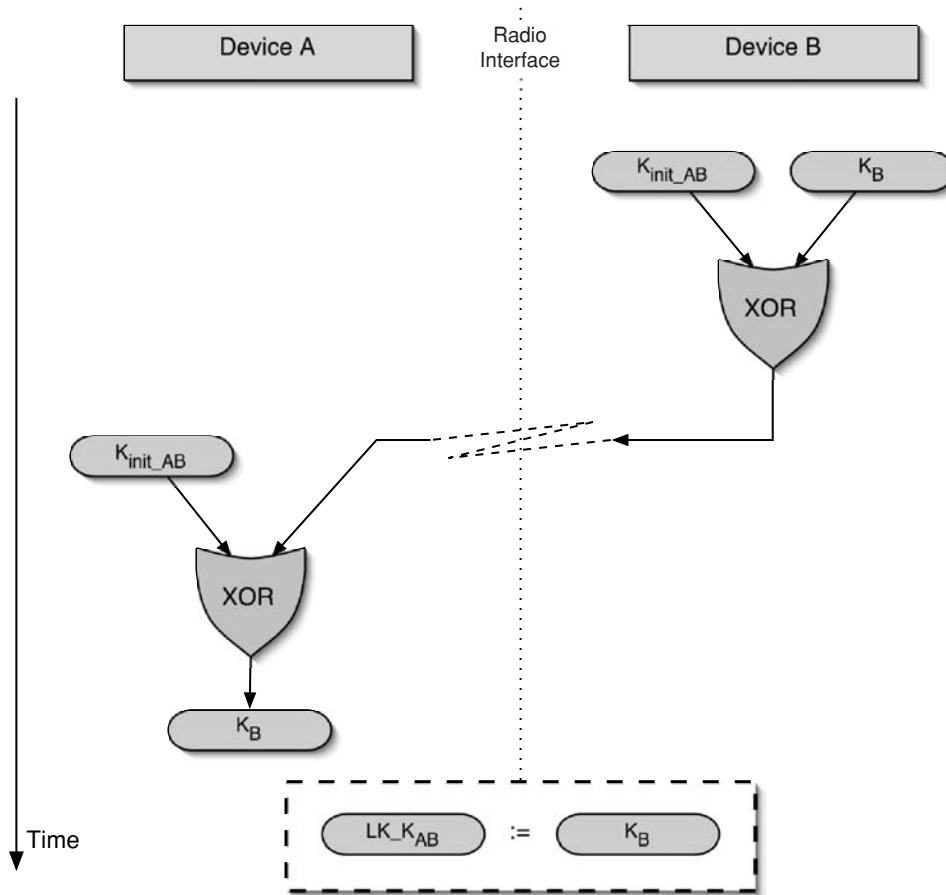 Device A
Radio
Interface
Device B
K_init_AB
K_B
XOR
K_init_AB
XOR
K_B
LK_K_AB := K_B
Time